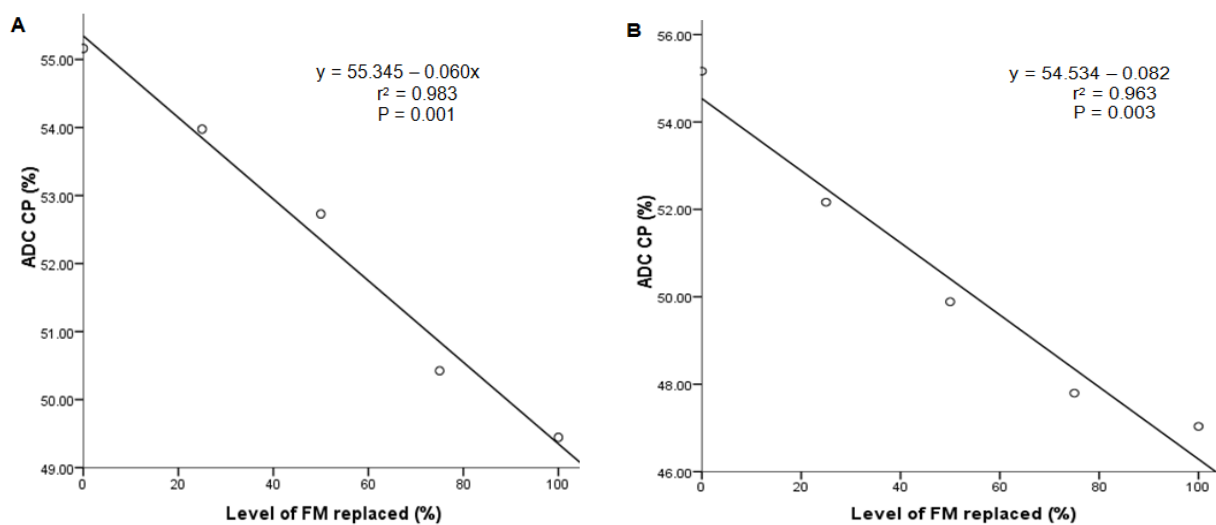 A
y = 55.345 – 0.060x
r² = 0.983
P = 0.001
ADC CP (%)
55.00
54.00
53.00
52.00
51.00
50.00
49.00
0 20 40 60 80 100
Level of FM replaced (%)
B
y = 54.534 – 0.082
r² = 0.963
P = 0.003
ADC CP (%)
56.00
54.00
52.00
50.00
48.00
46.00
0 20 40 60 80 100
Level of FM replaced (%)